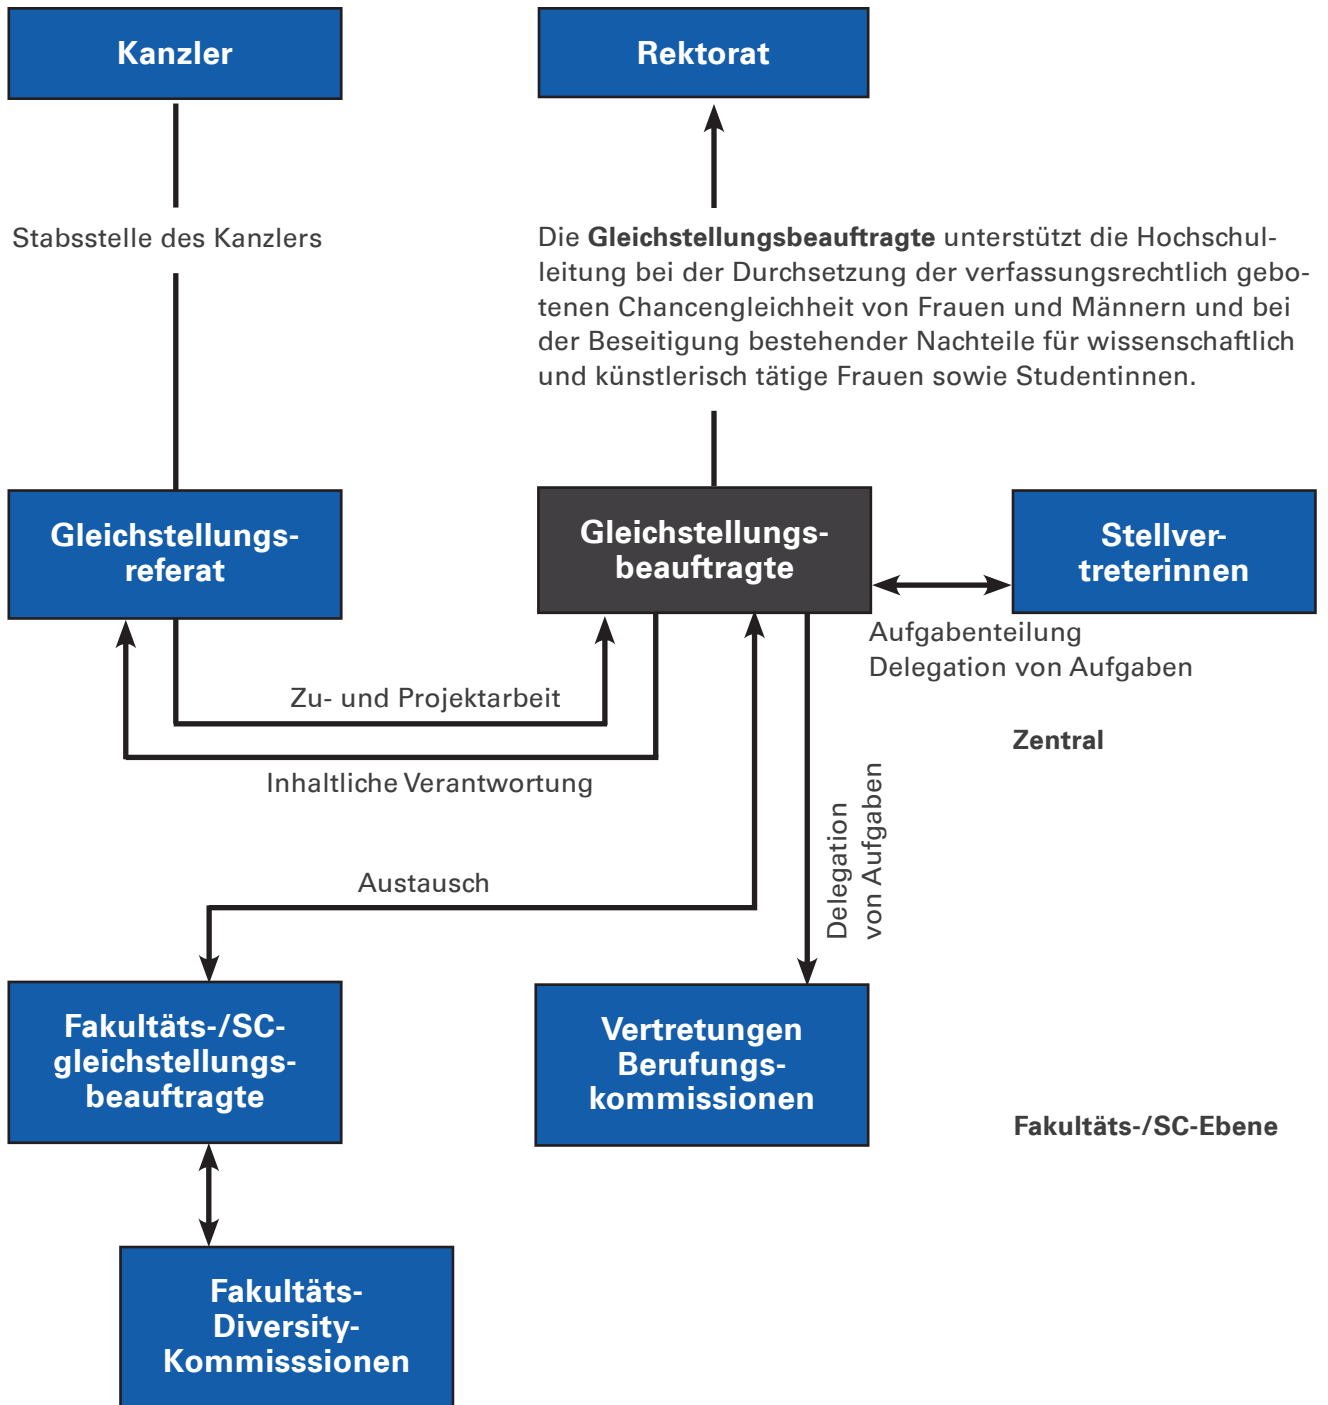 Kanzler
Rektorat
Stabsstelle des Kanzlers
Die Gleichstellungsbeauftragte unterstützt die Hochschul-
leitung bei der Durchsetzung der verfassungsrechtlich gebo-
tenen Chancengleichheit von Frauen und Männern und bei
der Beseitigung bestehender Nachteile für wissenschaftlich
und künstlerisch tätige Frauen sowie Studentinnen.
Gleichstellungs-
referat
Gleichstellungs-
beauftragte
Stellver-
treterinnen
Aufgabenteilung
Delegation von Aufgaben
Zu- und Projektarbeit
Zentral
Inhaltliche Verantwortung
Delegation
von Aufgaben
Austausch
Fakultäts-/SC-
gleichstellungs-
beauftragte
Vertretungen
Berufungs-
kommissionen
Fakultäts-/SC-Ebene
Fakultäts-
Diversity-
Kommisssionen